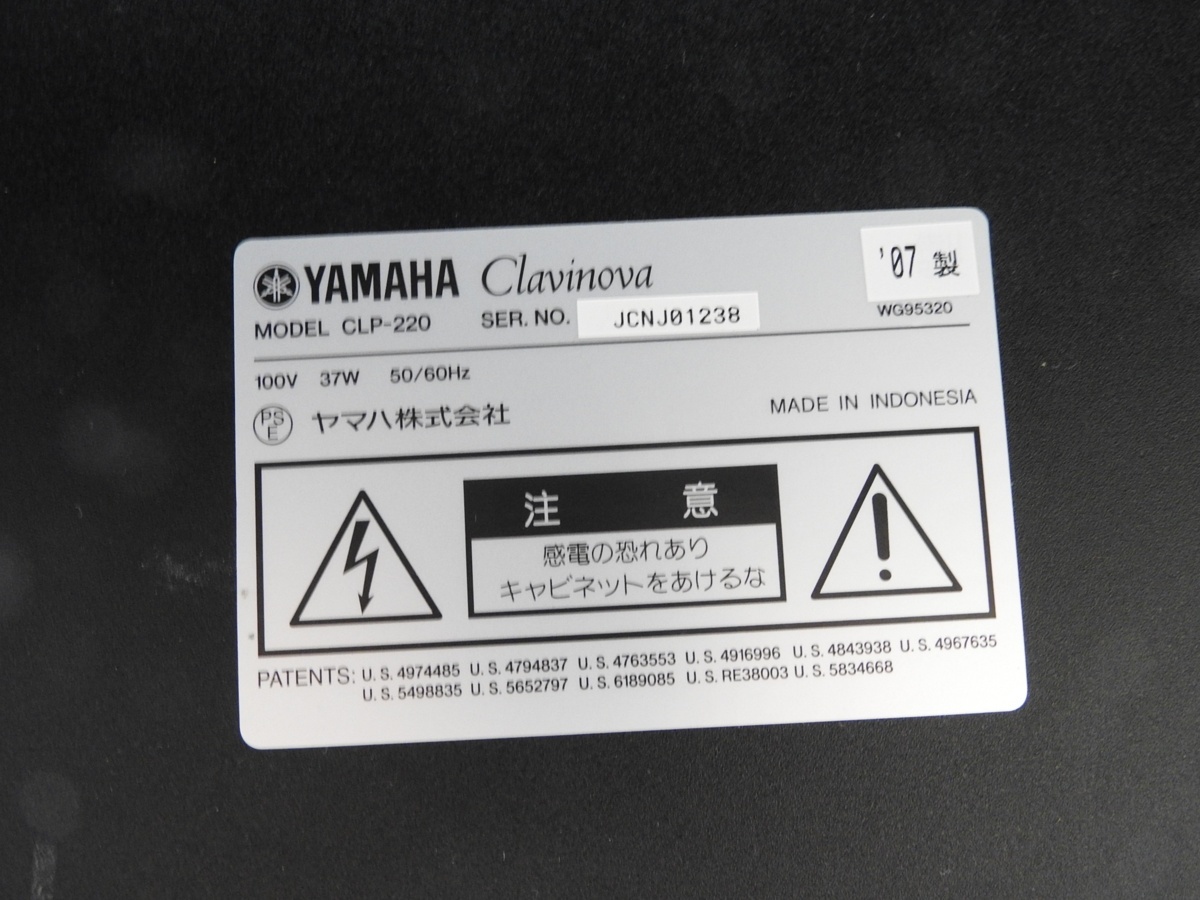 YAMAHA Clavinova '07 製
MODEL CLP-220 SER. NO. JCNJ01238 WG95320
100V 37W 50/60Hz
PSE ヤマハ株式会社 MADE IN INDONESIA
注 意
感電の恐れあり
キャビネットをあけるな
PATENTS: U.S. 4974485 U.S. 4794837 U.S. 4763553 U.S. 4916996 U.S. 4843938 U.S. 4967635
U.S. 5498835 U.S. 5652797 U.S. 6189085 U.S. RE38003 U.S. 5834668